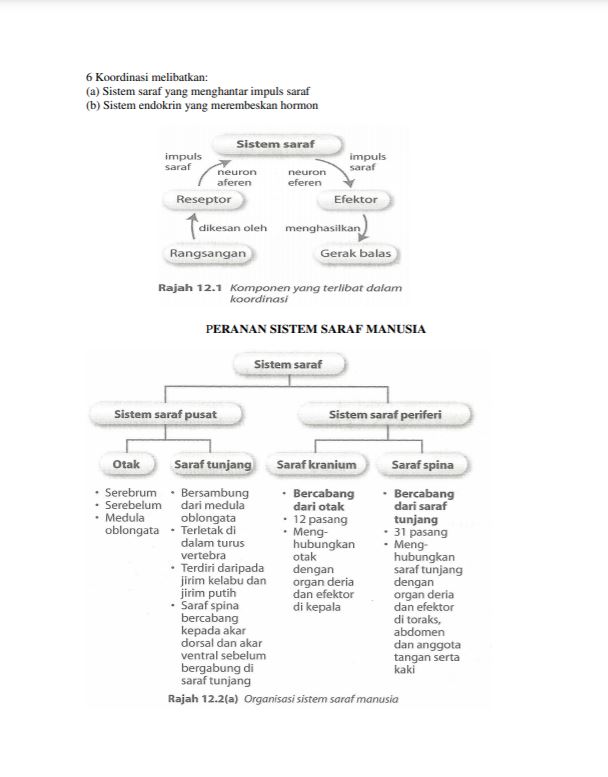 6 Koordinasi melibatkan:
(a) Sistem saraf yang menghantar impuls saraf
(b) Sistem endokrin yang merembeskan hormon
Sistem saraf
impuls
saraf
neuron
aferen
neuron
eferen
impuls
saraf
Reseptor
Efektor
dikesan oleh
menghasilkan
Rangsangan
Gerak balas
Rajah 12.1 Komponen yang terlibat dalam
koordinasi
PERANAN SISTEM SARAF MANUSIA
Sistem saraf
Sistem saraf pusat
Sistem saraf periferi
Otak
Saraf tunjang
Saraf kranium
Saraf spina
• Serebrum
• Serebelum
• Medula
oblongata
• Bersambung
dari medula
oblongata
• Terletak di
dalam turus
vertebra
• Terdiri daripada
jirim kelabu dan
jirim putih
• Saraf spina
bercabang
kepada akar
dorsal dan akar
ventral sebelum
bergabung di
saraf tunjang
• Bercabang
dari otak
• 12 pasang
• Meng-
hubungkan
otak
dengan
organ deria
dan efektor
di kepala
• Bercabang
dari saraf
tunjang
• 31 pasang
• Meng-
hubungkan
saraf tunjang
dengan
organ deria
dan efektor
di toraks,
abdomen
dan anggota
tangan serta
kaki
Rajah 12.2(a) Organisasi sistem saraf manusia